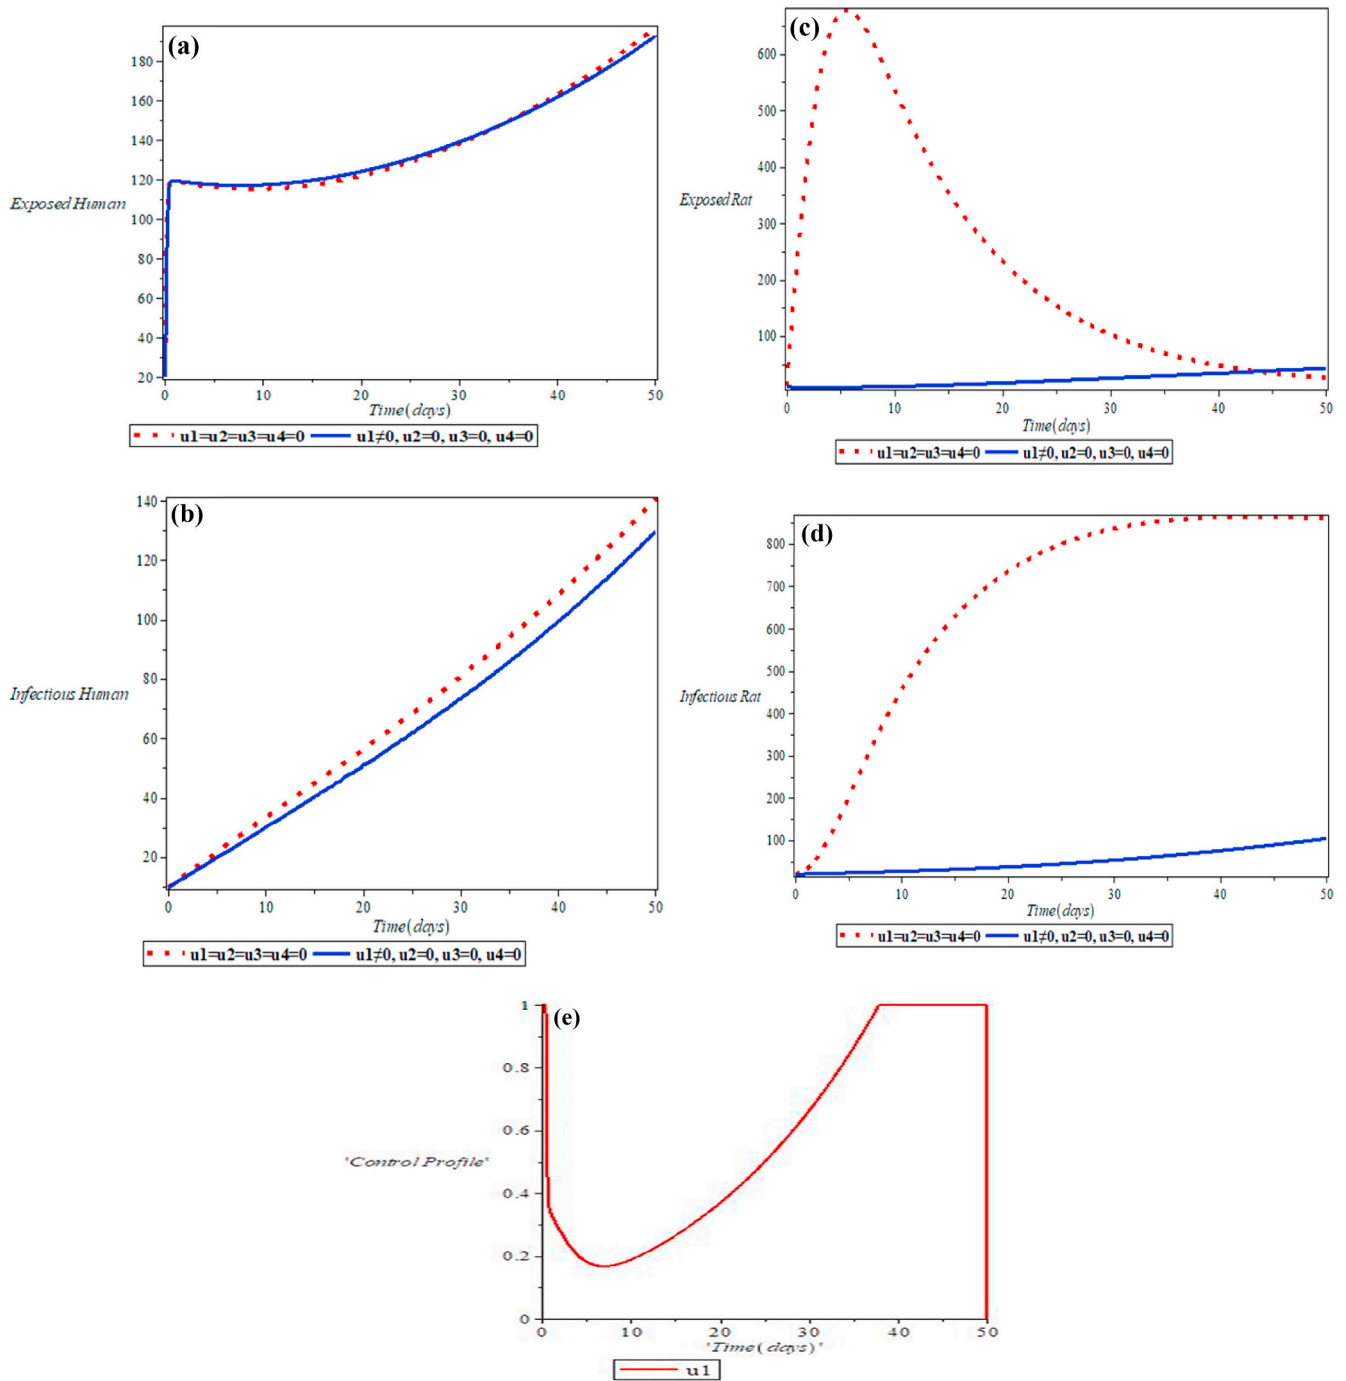 (a)
180
160
140
120
Exposed Human
100
80
60
40
20
0 10 20 30 40 50
Time(days)
u1=u2=u3=u4=0 u1≠0, u2=0, u3=0, u4=0
(c)
600
500
400
Exposed Rat
300
200
100
0 10 20 30 40 50
Time(days)
u1=u2=u3=u4=0 u1≠0, u2=0, u3=0, u4=0
(b)
140
120
100
80
Infectious Human
60
40
20
0 10 20 30 40 50
Time(days)
u1=u2=u3=u4=0 u1≠0, u2=0, u3=0, u4=0
(d)
800
700
600
500
Infectious Rat
400
300
200
100
0 10 20 30 40 50
Time(days)
u1=u2=u3=u4=0 u1≠0, u2=0, u3=0, u4=0
(e)
1
0.8
0.6
'Control Profile'
0.4
0.2
0
0 10 20 30 40 50
'Time(days)'
u1